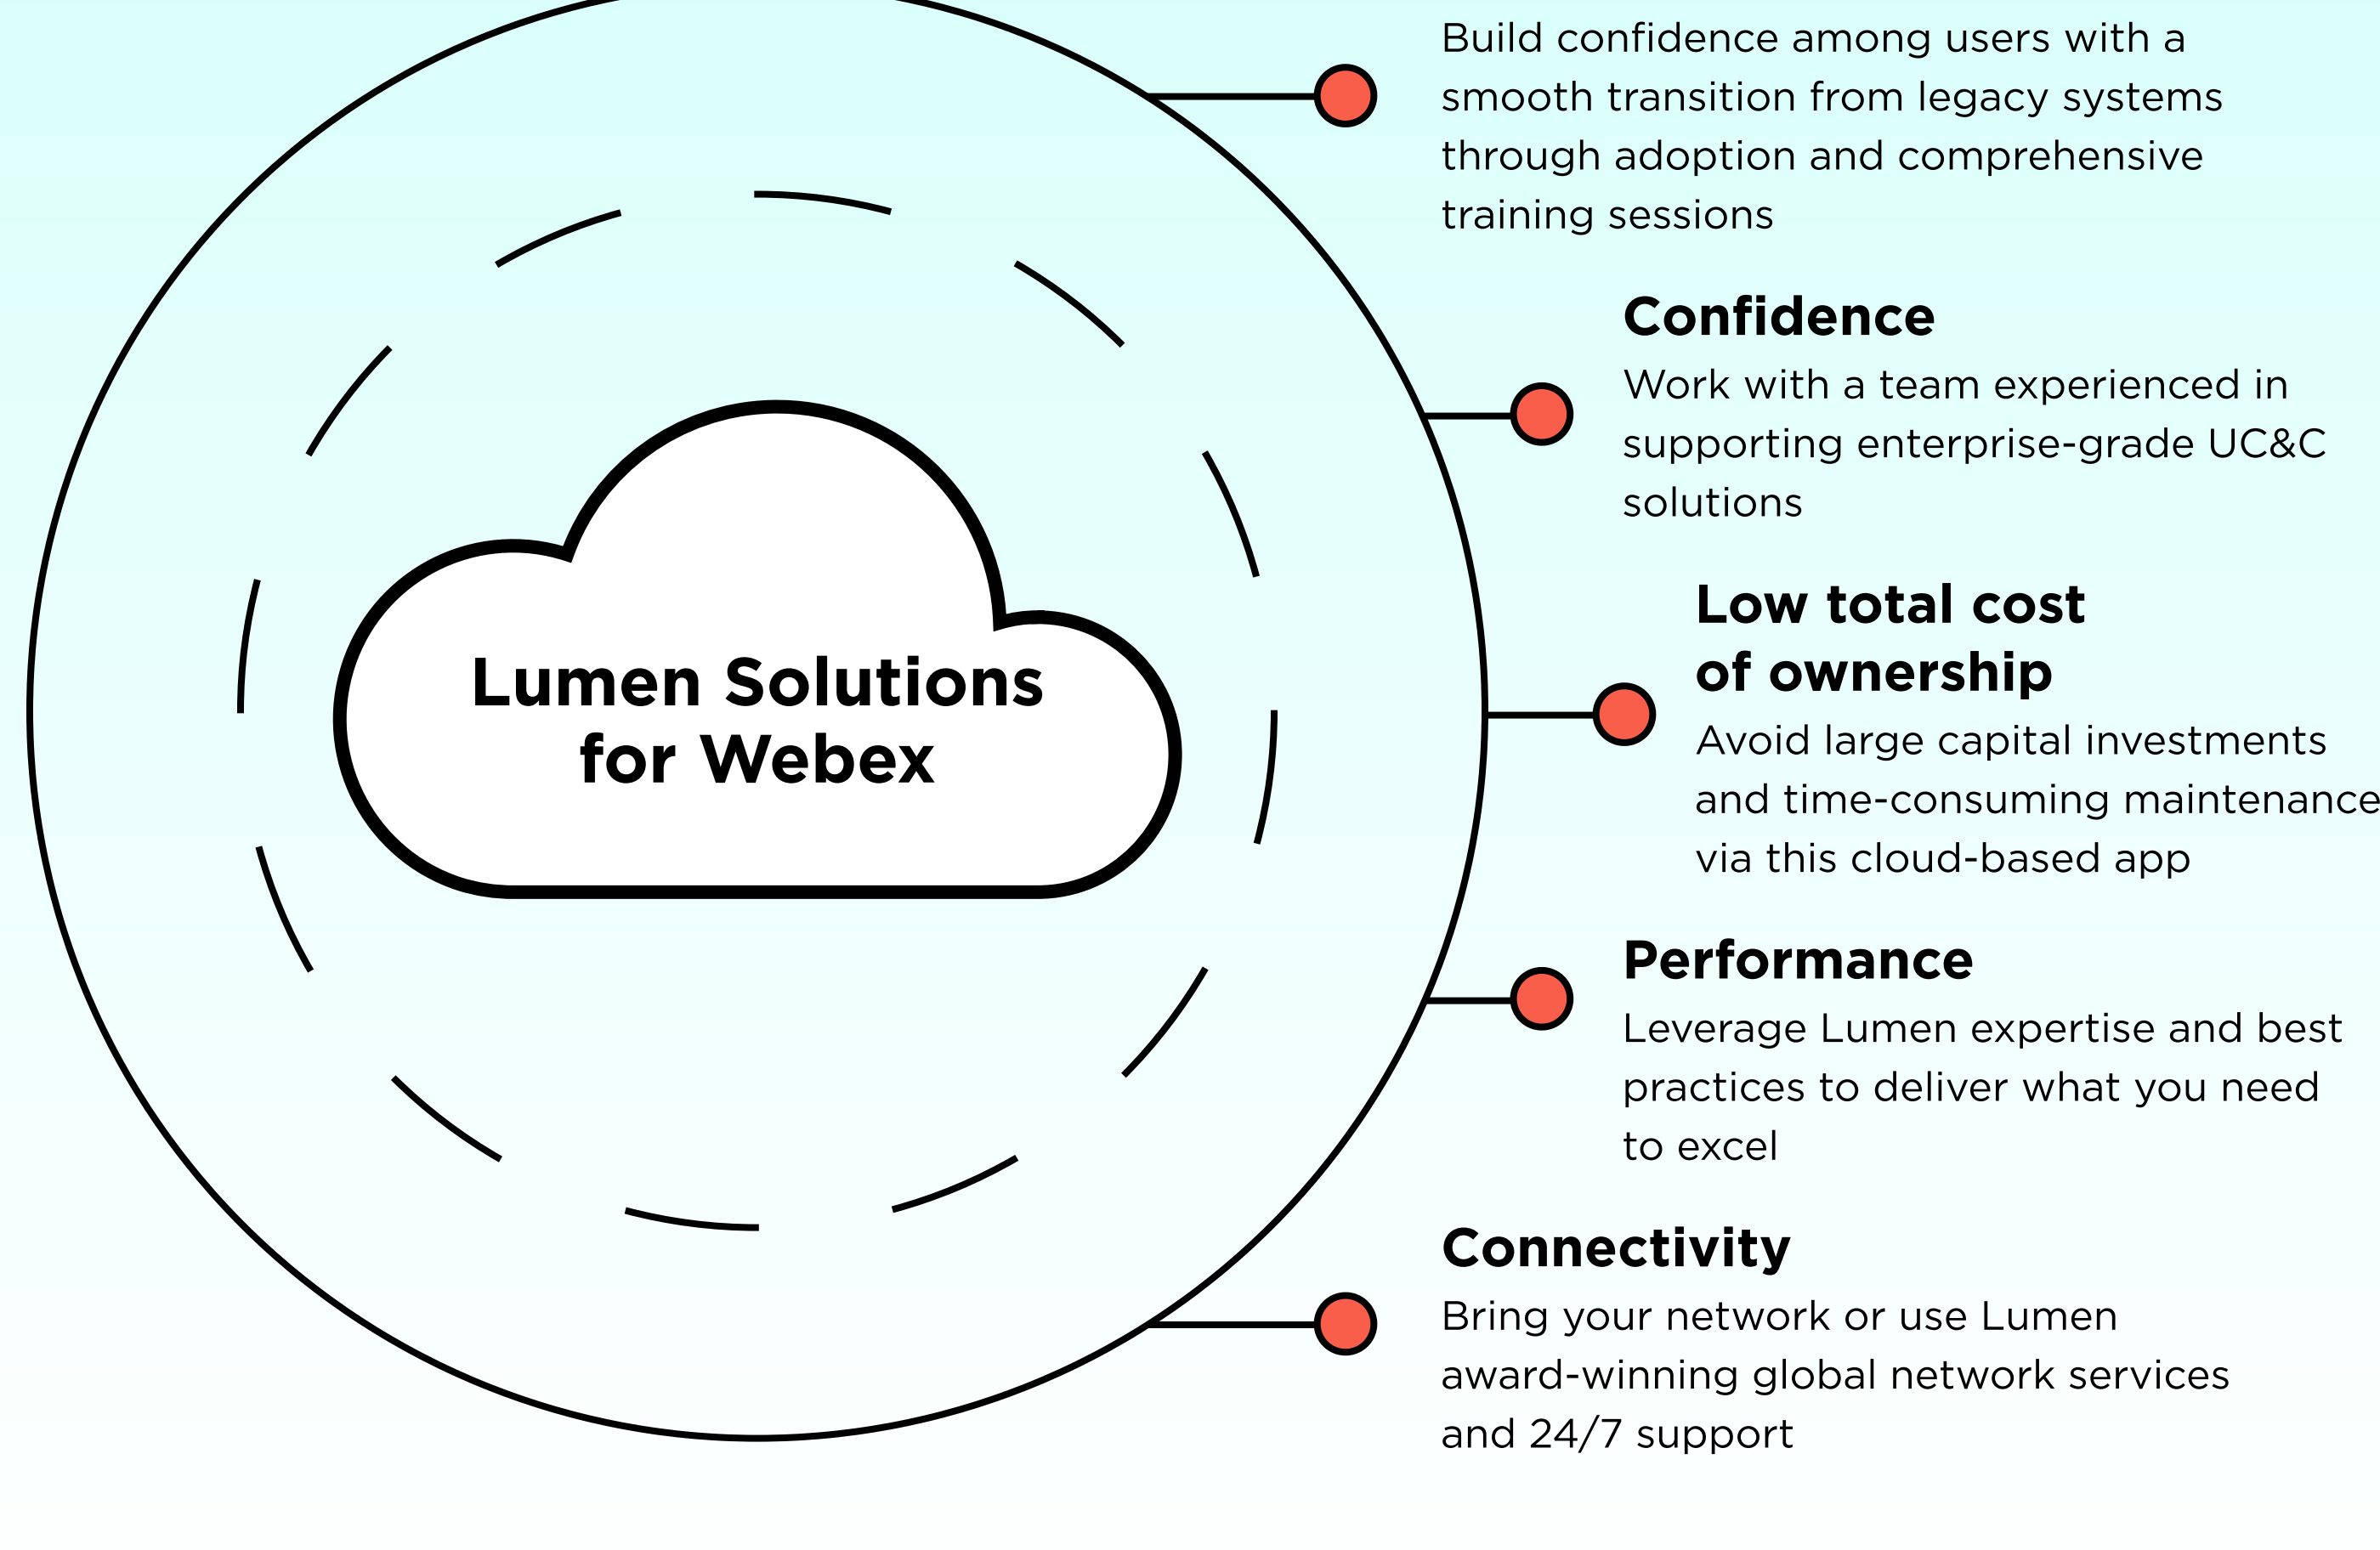 Build confidence among users with a
smooth transition from legacy systems
through adoption and comprehensive
training sessions
Confidence
Work with a team experienced in
supporting enterprise-grade UC&C
solutions
Low total cost
of ownership
Avoid large capital investments
and time-consuming maintenance
via this cloud-based app
Lumen Solutions
for Webex
Performance
Leverage Lumen expertise and best
practices to deliver what you need
to excel
Connectivity
Bring your network or use Lumen
award-winning global network services
and 24/7 support